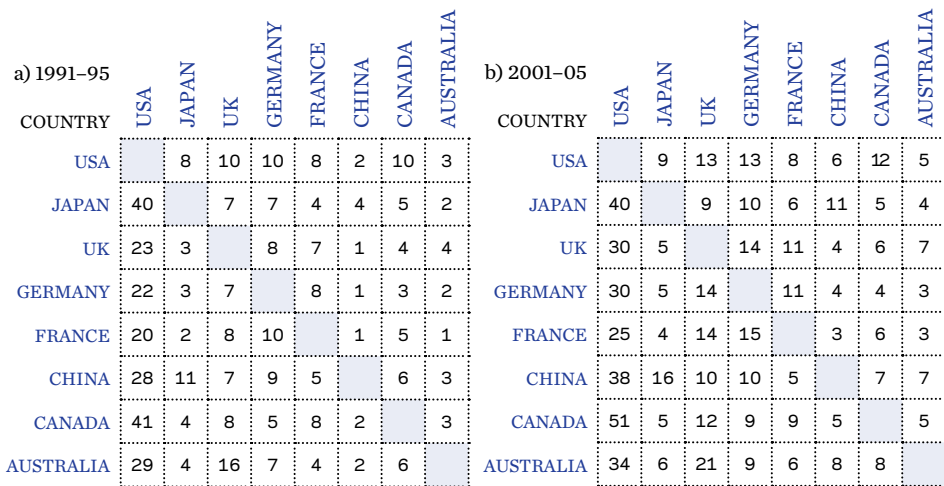 a) 1991–95
COUNTRY USA JAPAN UK GERMANY FRANCE CHINA CANADA AUSTRALIA
USA 8 10 10 8 2 10 3
JAPAN 40 7 7 4 4 5 2
UK 23 3 8 7 1 4 4
GERMANY 22 3 7 8 1 3 2
FRANCE 20 2 8 10 1 5 1
CHINA 28 11 7 9 5 6 3
CANADA 41 4 8 5 8 2 3
AUSTRALIA 29 4 16 7 4 2 6
b) 2001–05
COUNTRY USA JAPAN UK GERMANY FRANCE CHINA CANADA AUSTRALIA
USA 9 13 13 8 6 12 5
JAPAN 40 9 10 6 11 5 4
UK 30 5 14 11 4 6 7
GERMANY 30 5 14 11 4 4 3
FRANCE 25 4 14 15 3 6 3
CHINA 38 16 10 10 5 7 7
CANADA 51 5 12 9 9 5 5
AUSTRALIA 34 6 21 9 6 8 8